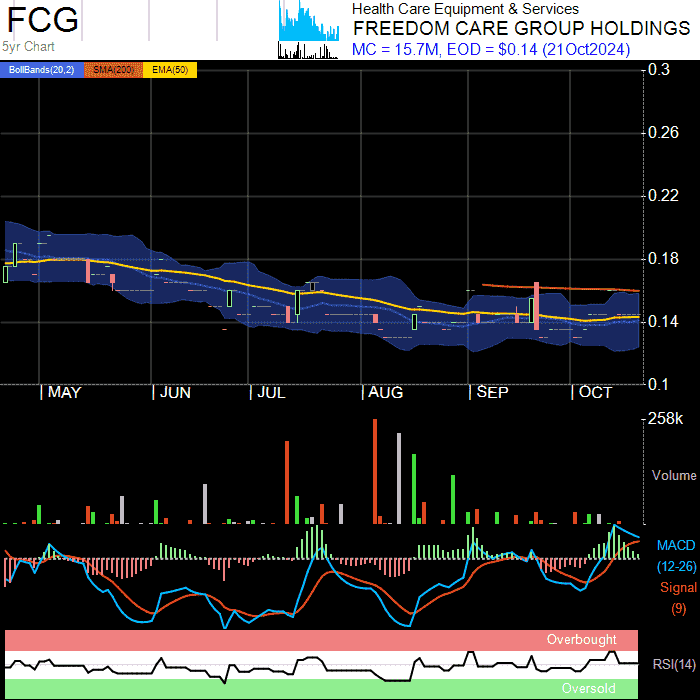 FCG
5yr Chart
Health Care Equipment & Services
FREEDOM CARE GROUP HOLDINGS
MC = 15.7M, EOD = $0.14 (21Oct2024)
BollBands(20,2) SMA(200) EMA(50)
0.3
0.26
0.22
0.18
0.14
0.1
MAY JUN JUL AUG SEP OCT
258k
Volume
MACD
(12-26)
Signal
(9)
Overbought
RSI(14)
Oversold